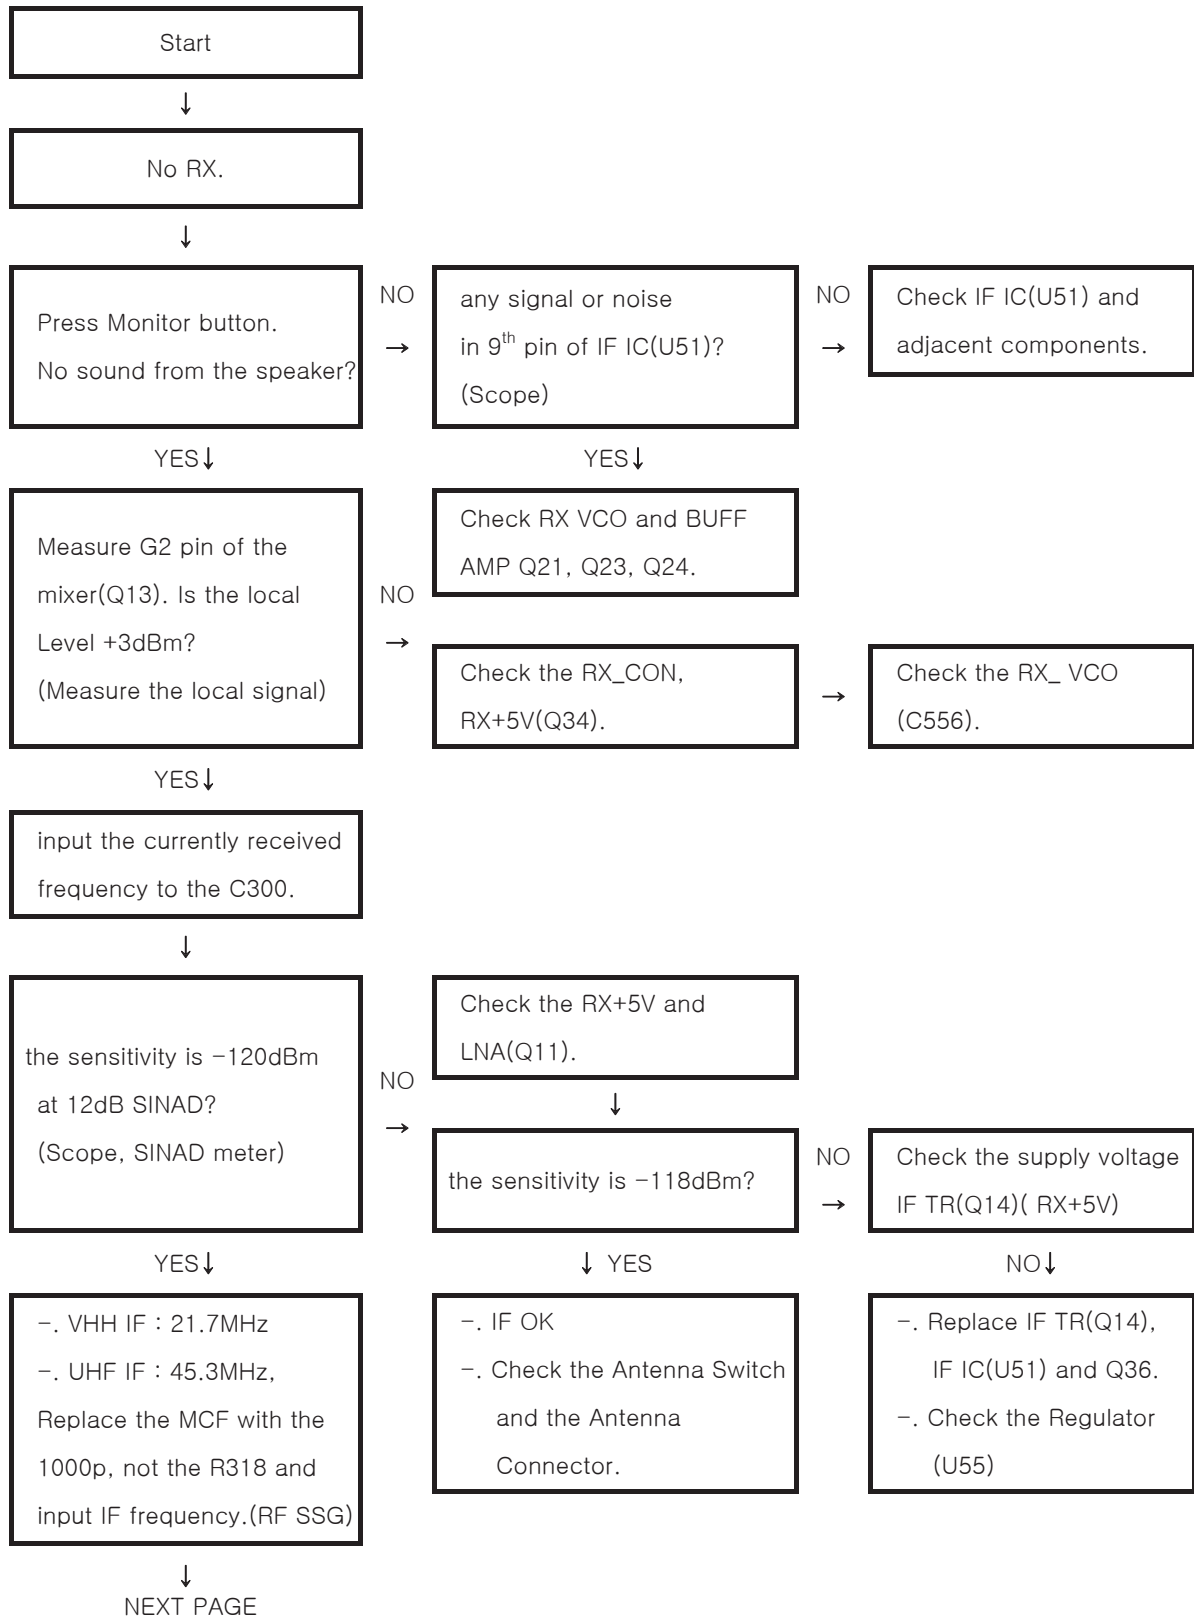 Start
↓
No RX.
↓
Press Monitor button.
No sound from the speaker?
NO
→
any signal or noise
in 9th pin of IF IC(U51)?
(Scope)
NO
→
Check IF IC(U51) and
adjacent components.
YES↓
YES↓
Measure G2 pin of the
mixer(Q13). Is the local
Level +3dBm?
(Measure the local signal)
NO
→
Check RX VCO and BUFF
AMP Q21, Q23, Q24.
Check the RX_CON,
RX+5V(Q34).
→
Check the RX_ VCO
(C556).
YES↓
input the currently received
frequency to the C300.
↓
the sensitivity is -120dBm
at 12dB SINAD?
(Scope, SINAD meter)
NO
→
Check the RX+5V and
LNA(Q11).
↓
the sensitivity is -118dBm?
NO
→
Check the supply voltage
IF TR(Q14)( RX+5V)
YES↓
↓ YES
NO↓
-. VHH IF : 21.7MHz
-. UHF IF : 45.3MHz,
Replace the MCF with the
1000p, not the R318 and
input IF frequency.(RF SSG)
-. IF OK
-. Check the Antenna Switch
and the Antenna
Connector.
-. Replace IF TR(Q14),
IF IC(U51) and Q36.
-. Check the Regulator
(U55)
↓
NEXT PAGE